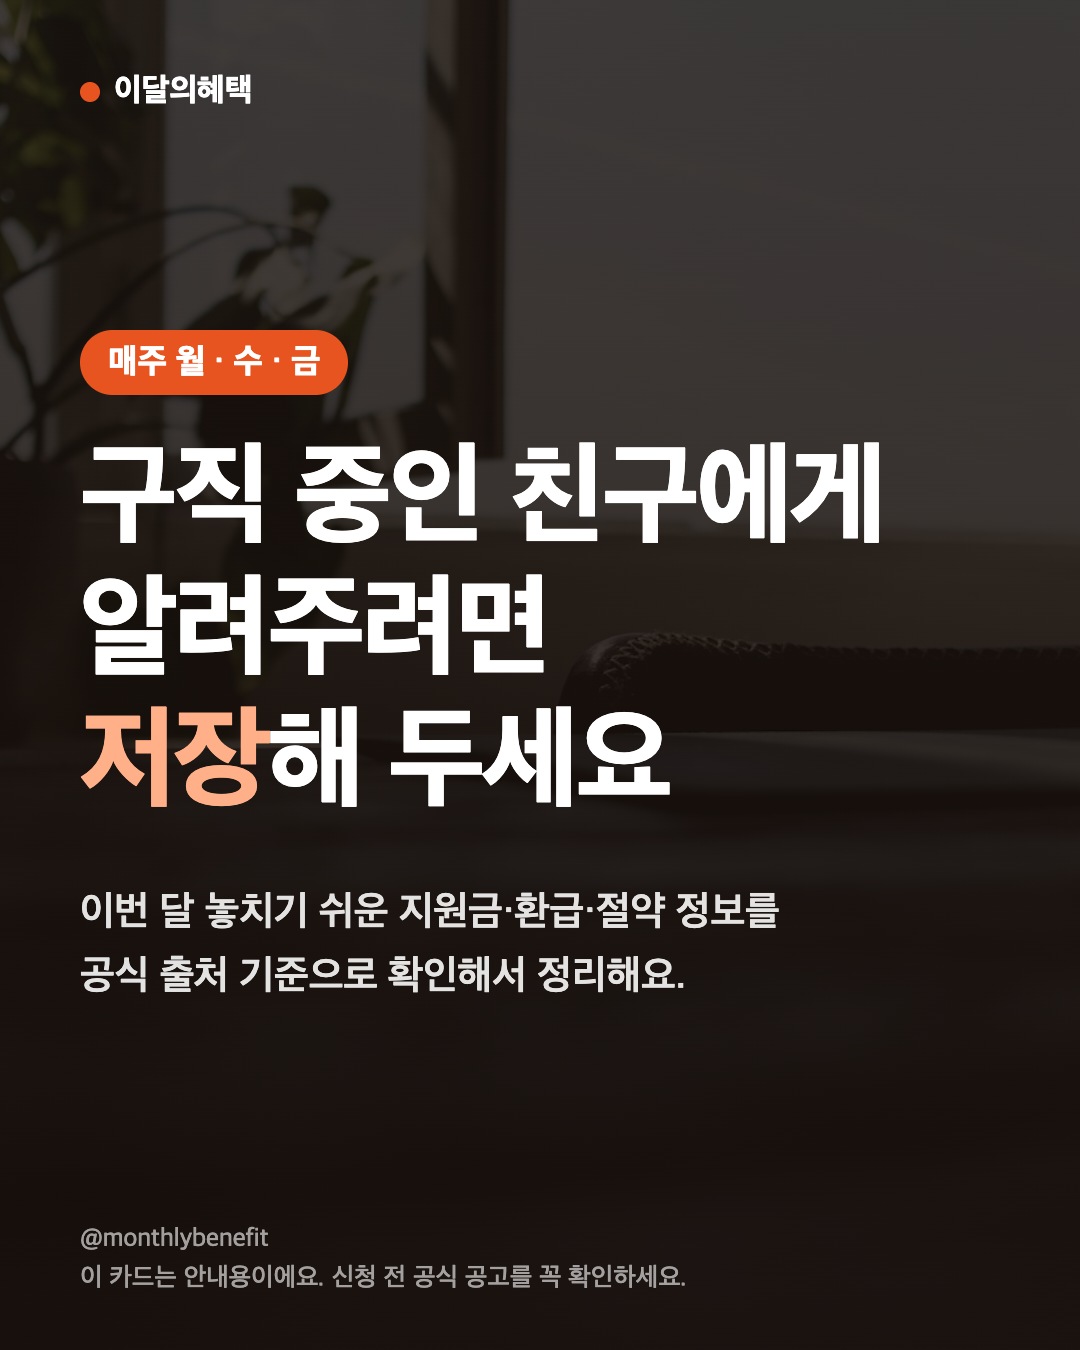 이달의혜택
매주 월 · 수 · 금
구직 중인 친구에게
알려주려면
저장해 두세요
이번 달 놓치기 쉬운 지원금·환급·절약 정보를
공식 출처 기준으로 확인해서 정리해요.
@monthlybenefit
이 카드는 안내용이에요. 신청 전 공식 공고를 꼭 확인하세요.